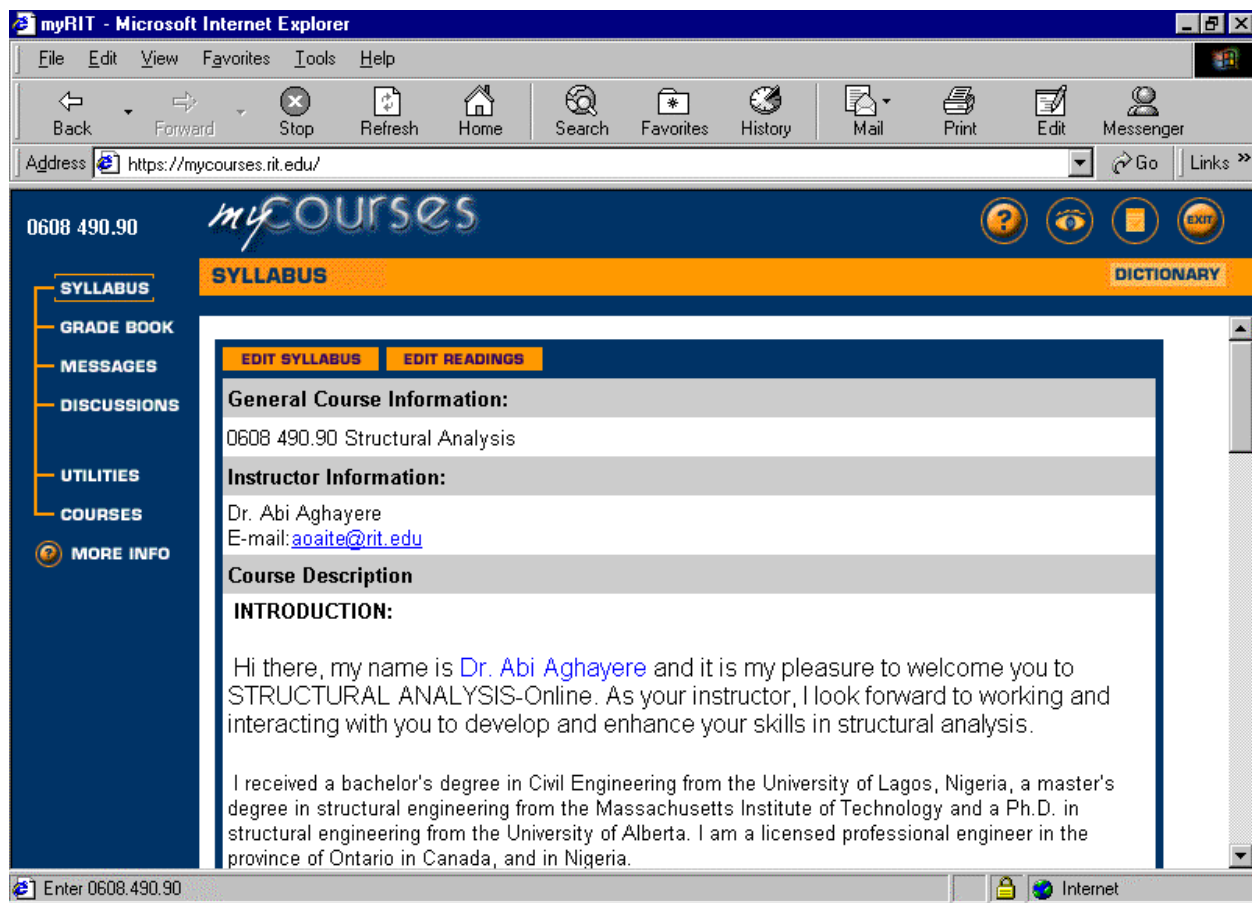 myRIT - Microsoft Internet Explorer
File Edit View Favorites Tools Help
Back Forward Stop Refresh Home Search Favorites History Mail Print Edit Messenger
Address https://mycourses.rit.edu/ Go Links »
0608 490.90
myCOURSES
? EXIT
SYLLABUS DICTIONARY
SYLLABUS
GRADE BOOK
MESSAGES
DISCUSSIONS
UTILITIES
COURSES
? MORE INFO
EDIT SYLLABUS EDIT READINGS
General Course Information:
0608 490.90 Structural Analysis
Instructor Information:
Dr. Abi Aghayere
E-mail:aoaite@rit.edu
Course Description
INTRODUCTION:
Hi there, my name is Dr. Abi Aghayere and it is my pleasure to welcome you to
STRUCTURAL ANALYSIS-Online. As your instructor, I look forward to working and
interacting with you to develop and enhance your skills in structural analysis.
I received a bachelor's degree in Civil Engineering from the University of Lagos, Nigeria, a master's
degree in structural engineering from the Massachusetts Institute of Technology and a Ph.D. in
structural engineering from the University of Alberta. I am a licensed professional engineer in the
province of Ontario in Canada, and in Nigeria.
Enter 0608.490.90 Internet